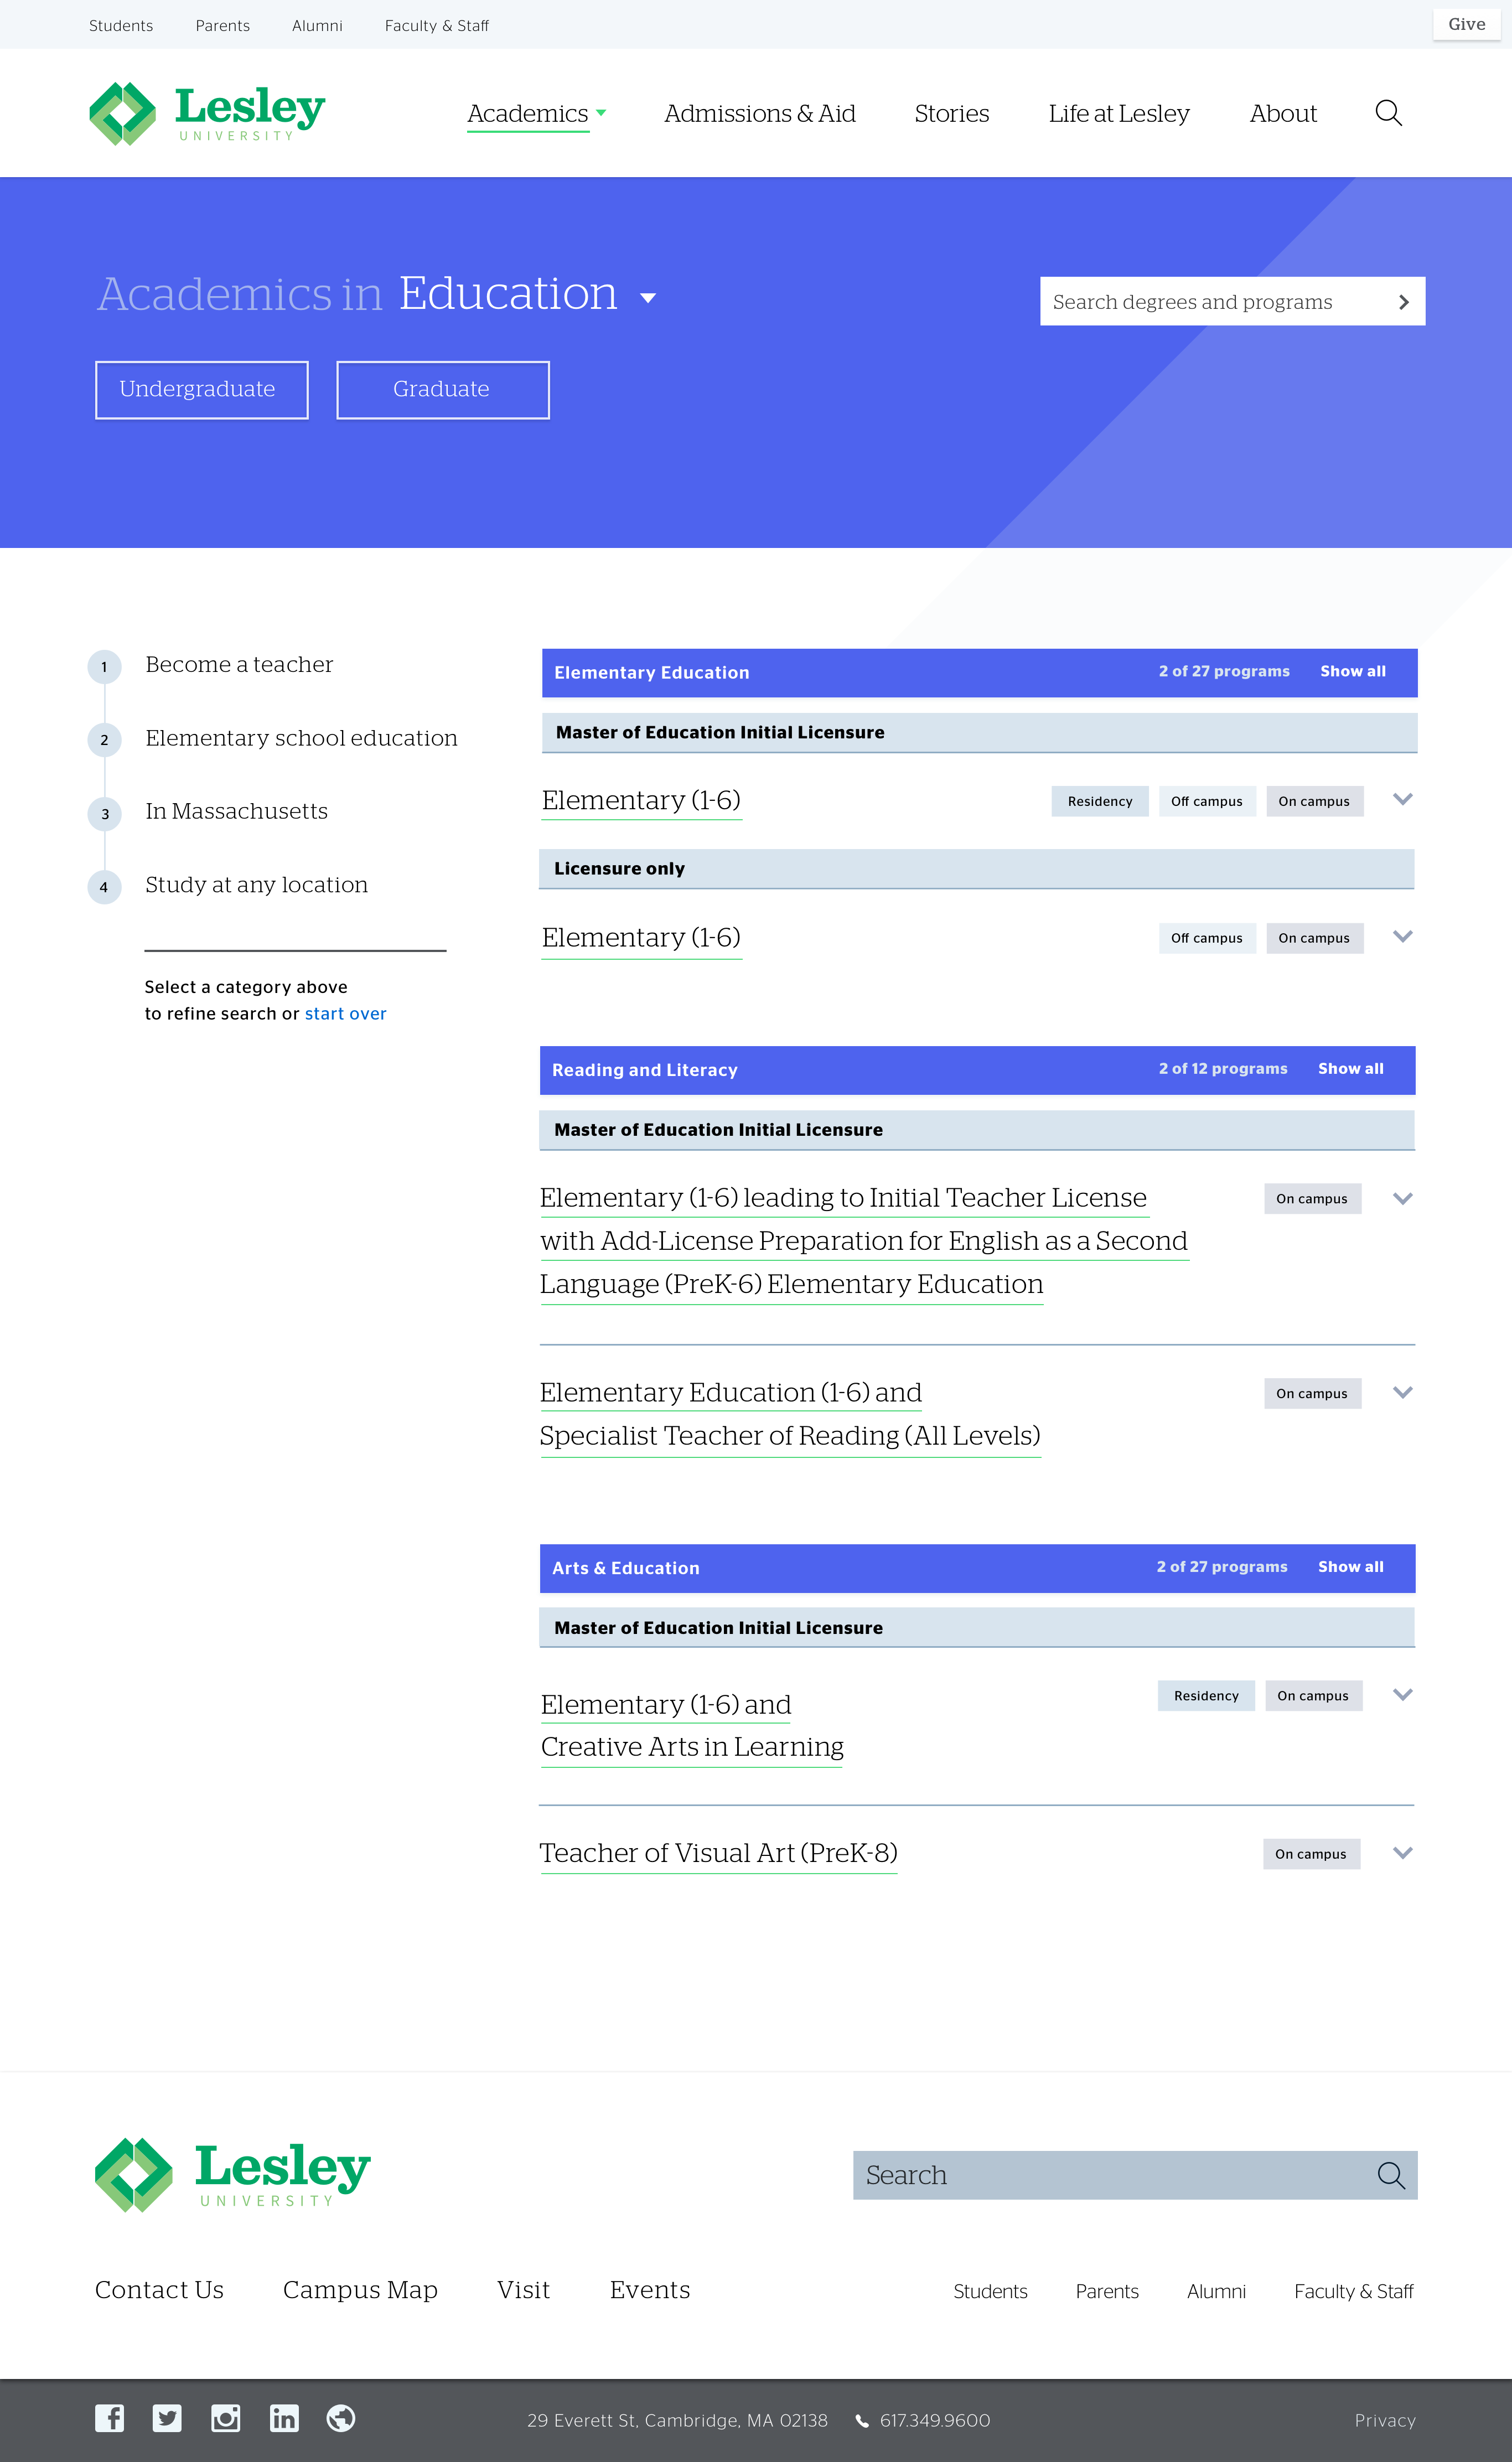 Students Parents Alumni Faculty & Staff Give
Lesley
UNIVERSITY
Academics Admissions & Aid Stories Life at Lesley About
Academics in Education
Search degrees and programs
Undergraduate Graduate
1 Become a teacher
2 Elementary school education
3 In Massachusetts
4 Study at any location
Select a category above
to refine search or start over
Elementary Education 2 of 27 programs Show all
Master of Education Initial Licensure
Elementary (1-6) Residency Off campus On campus
Licensure only
Elementary (1-6) Off campus On campus
Reading and Literacy 2 of 12 programs Show all
Master of Education Initial Licensure
Elementary (1-6) leading to Initial Teacher License On campus
with Add-License Preparation for English as a Second
Language (PreK-6) Elementary Education
Elementary Education (1-6) and On campus
Specialist Teacher of Reading (All Levels)
Arts & Education 2 of 27 programs Show all
Master of Education Initial Licensure
Elementary (1-6) and Residency On campus
Creative Arts in Learning
Teacher of Visual Art (PreK-8) On campus
Lesley
UNIVERSITY
Search
Contact Us Campus Map Visit Events Students Parents Alumni Faculty & Staff
29 Everett St, Cambridge, MA 02138 617.349.9600 Privacy